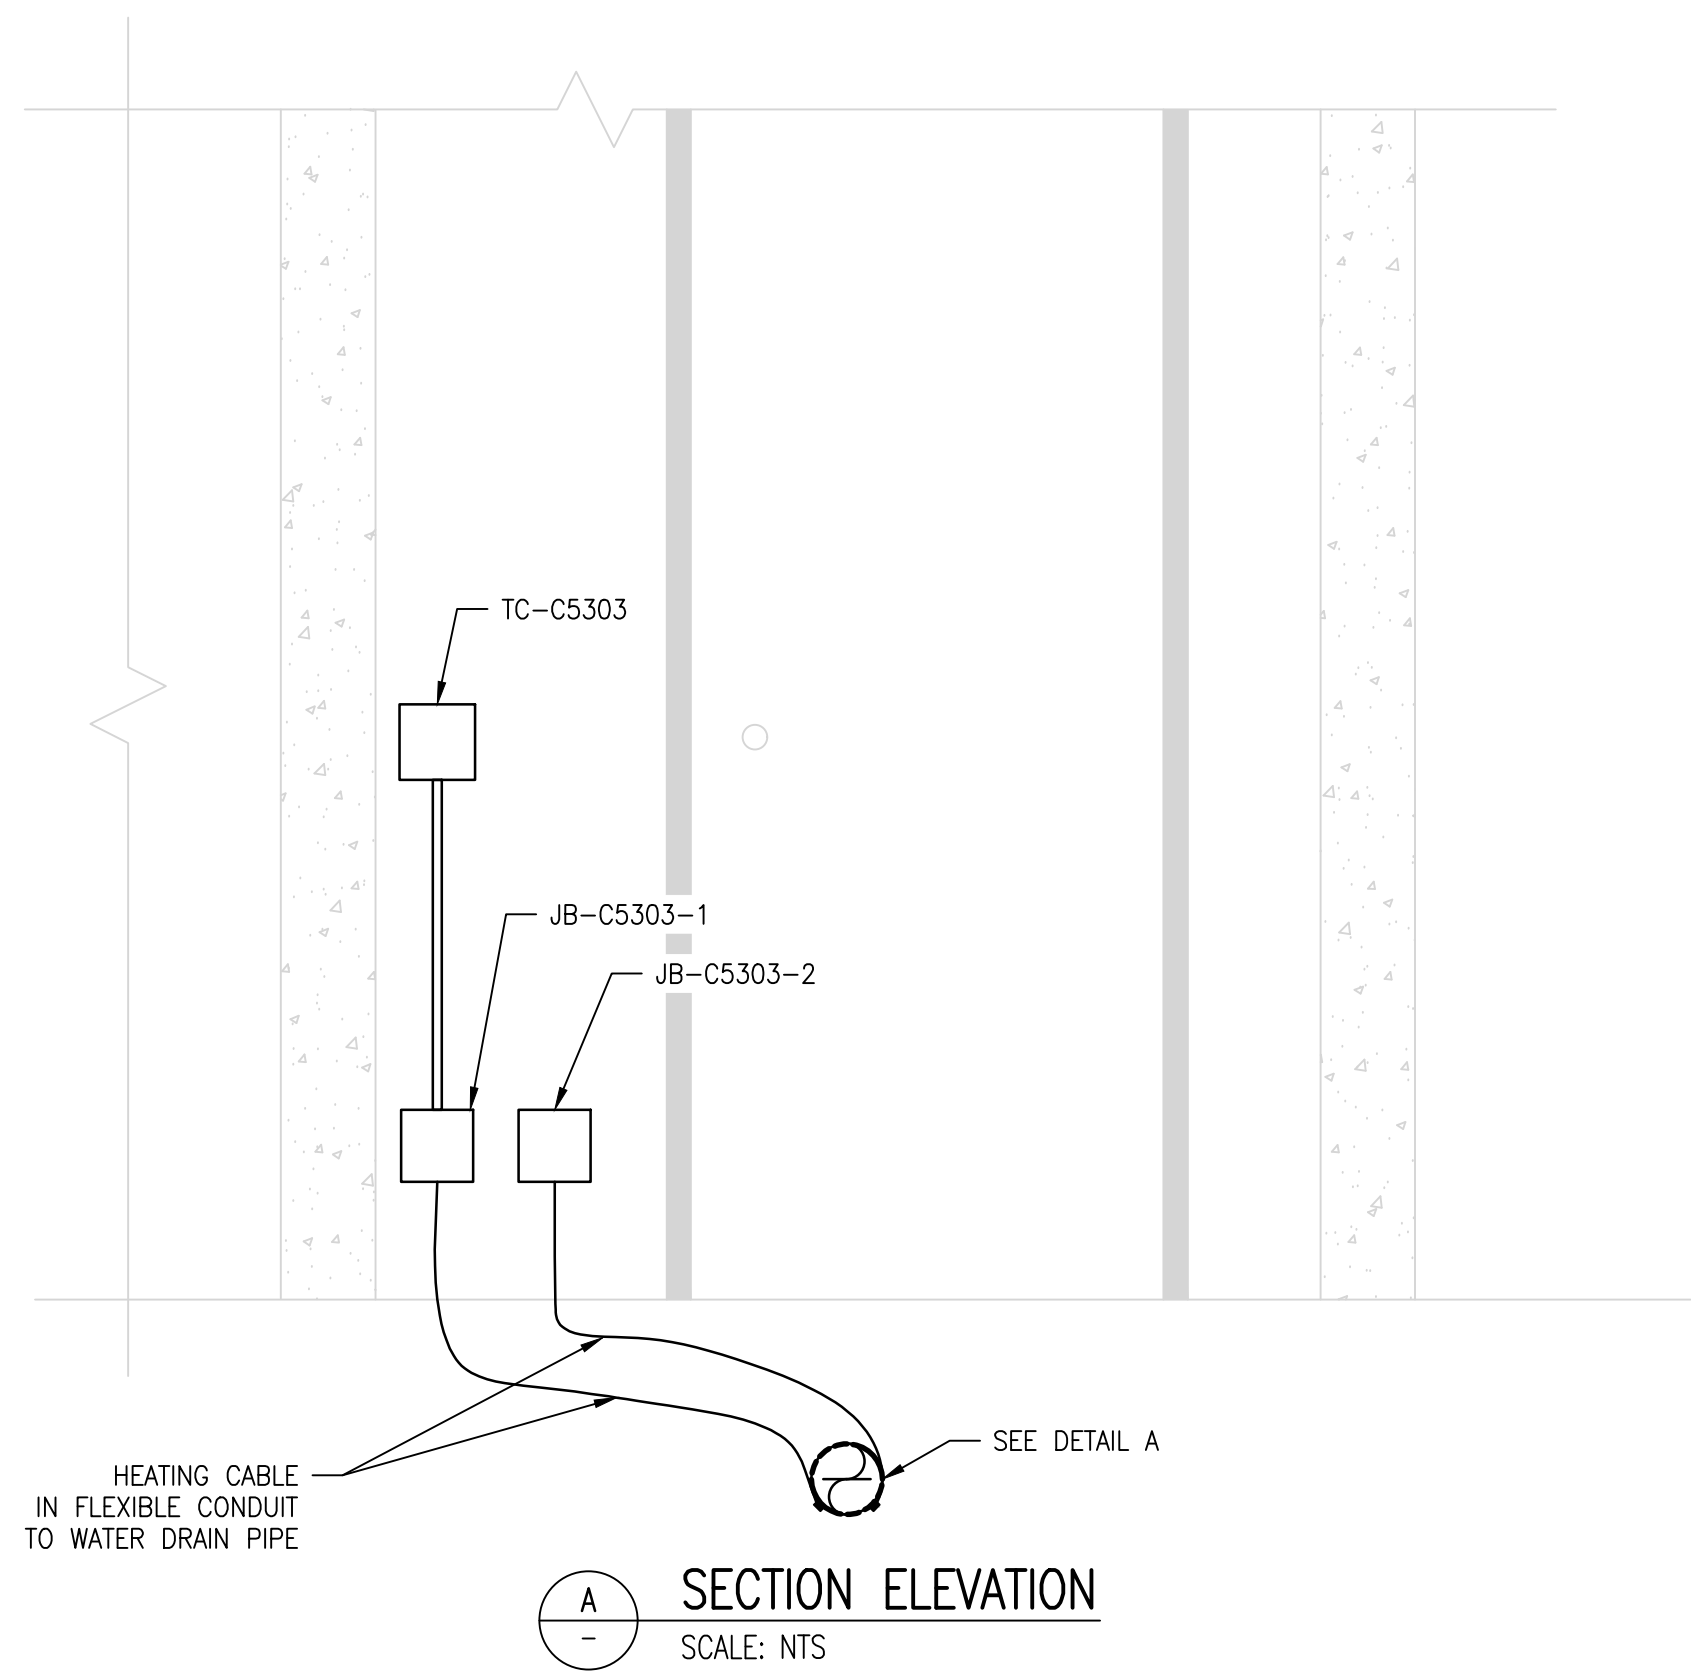 TC-C5303
JB-C5303-1
JB-C5303-2
SEE DETAIL A
HEATING CABLE
IN FLEXIBLE CONDUIT
TO WATER DRAIN PIPE
A
-
SECTION ELEVATION
SCALE: NTS